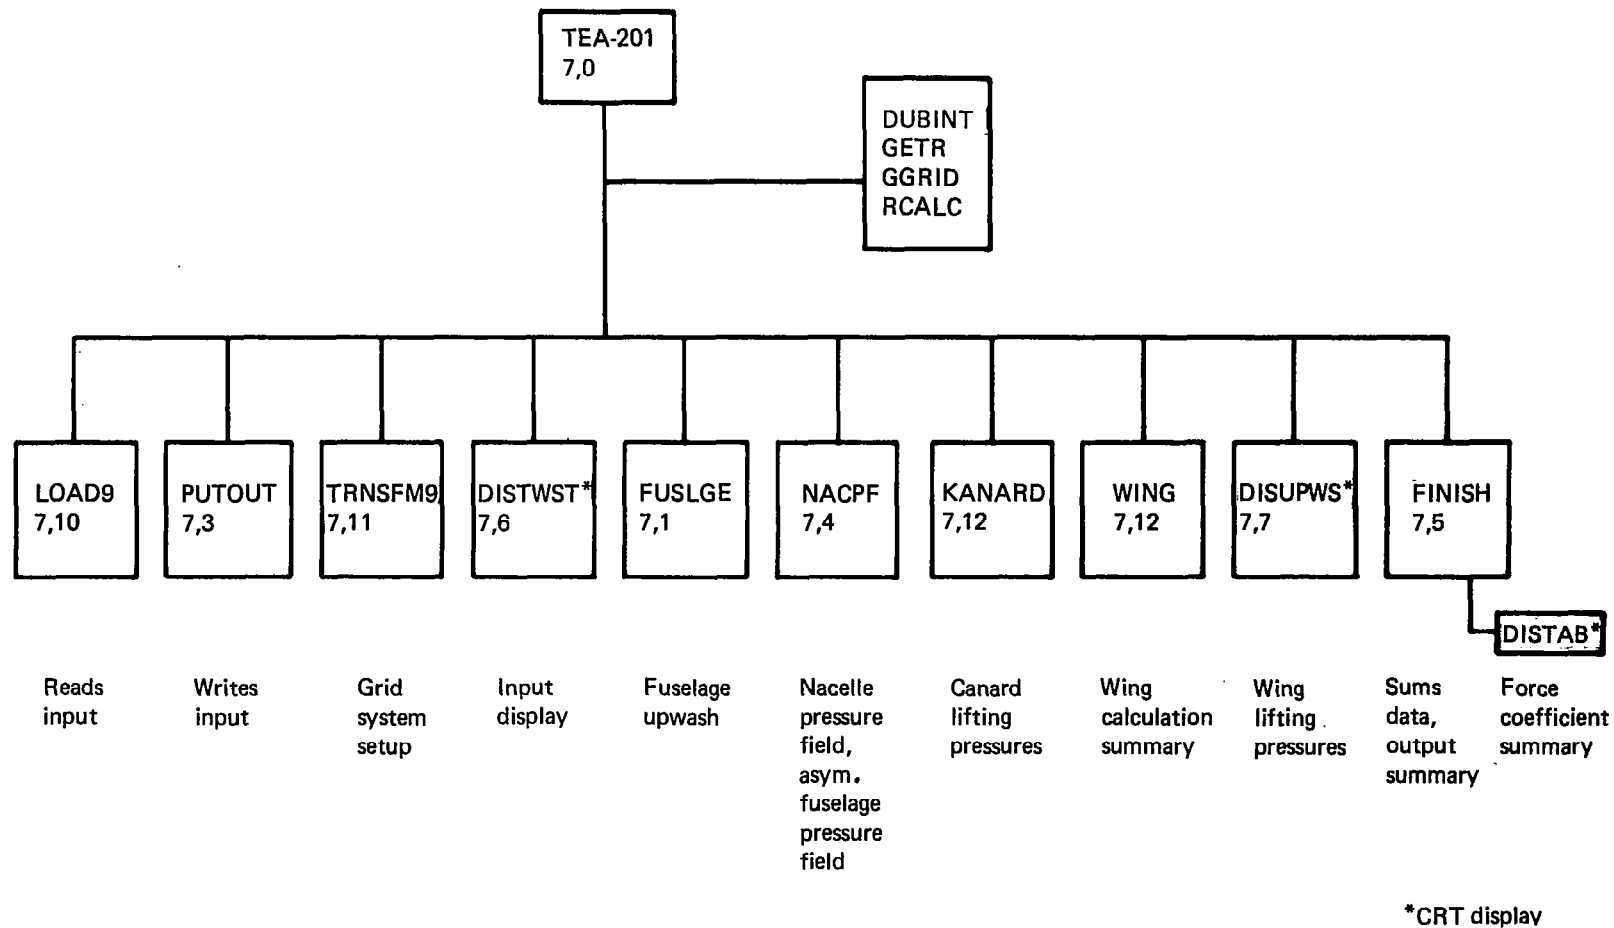 TEA-201
7,0
DUBINT
GETR
GGRID
RCALC
LOAD9
7,10
PUTOUT
7,3
TRNSFM9
7,11
DISTWST*
7,6
FUSLGE
7,1
NACPF
7,4
KANARD
7,12
WING
7,12
DISUPWS*
7,7
FINISH
7,5
DISTAB*
Reads
input
Writes
input
Grid
system
setup
Input
display
Fuselage
upwash
Nacelle
pressure
field,
asym.
fuselage
pressure
field
Canard
lifting
pressures
Wing
calculation
summary
Wing
lifting
pressures
Sums
data,
output
summary
Force
coefficient
summary
*CRT display